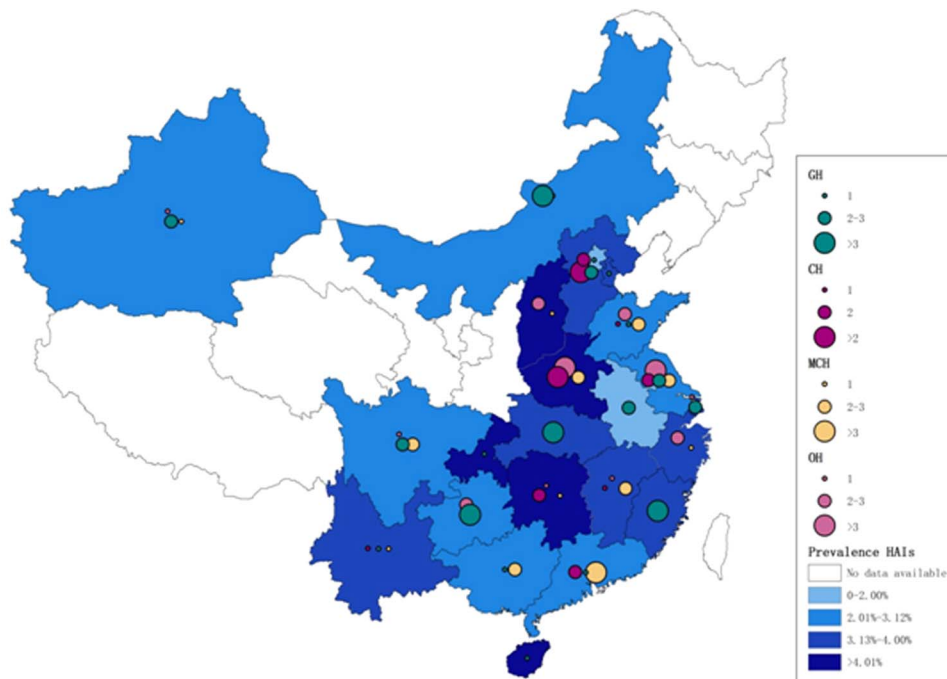 GH
1
2-3
>3
CH
1
2
>2
MCH
1
2-3
>3
OH
1
2-3
>3
Prevalence HAIs
No data available
0-2.00%
2.01%-3.12%
3.13%-4.00%
>4.01%